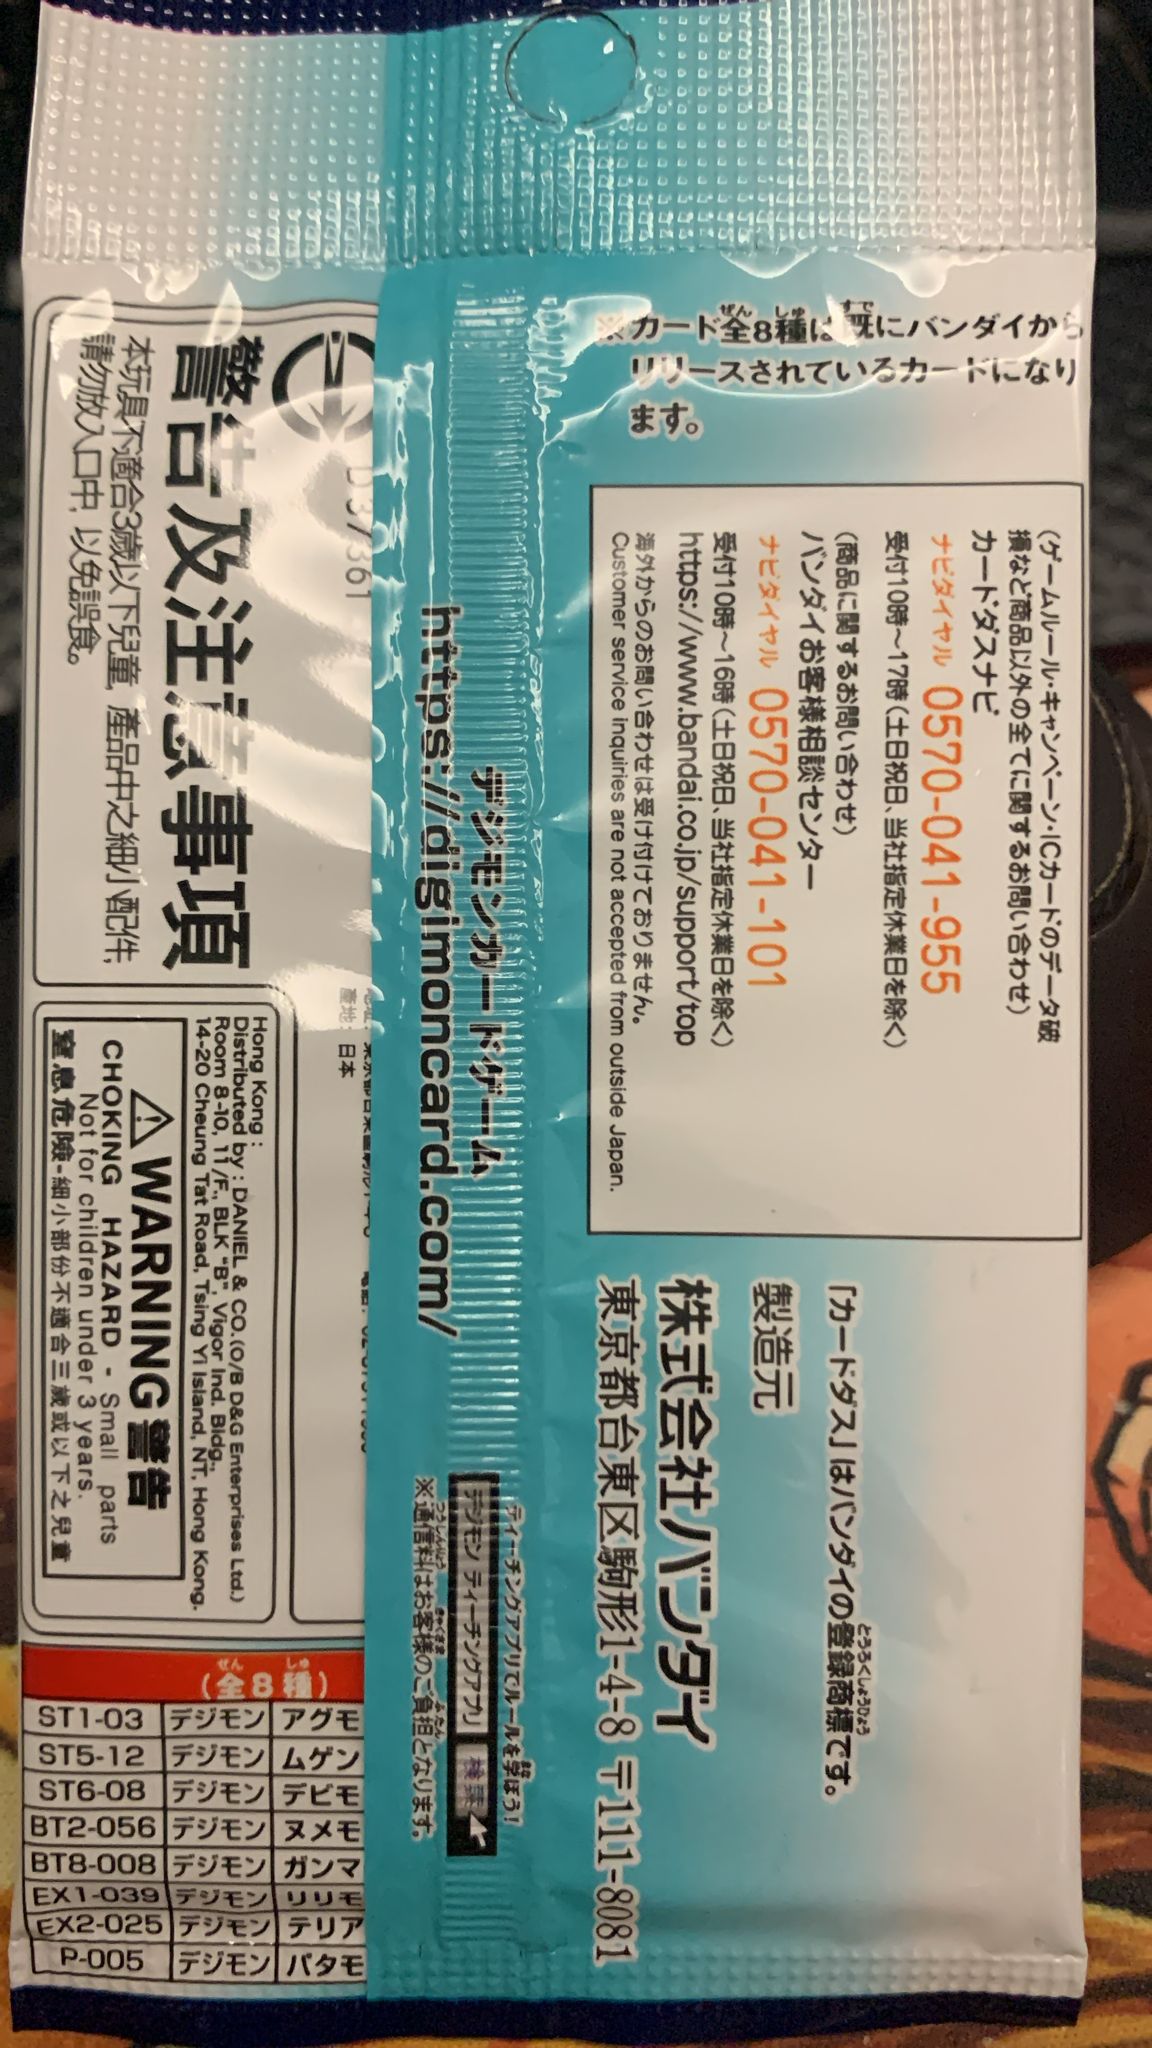 ※カード全8種は既にバンダイから
リリースされているカードになり
ます。
(ゲームルール・キャンペーン・ICカードのデータ破
損など商品以外の全てに関するお問い合わせ)
カードダスナビ
ナビダイヤル 0570-041-955
受付10時～17時(土日祝日、当社指定休業日を除く)
(商品に関するお問い合わせ)
バンダイお客様相談センター
ナビダイヤル 0570-041-101
受付10時～16時(土日祝日、当社指定休業日を除く)
https://www.bandai.co.jp/support/top
海外からのお問い合わせは受け付けておりません。
Customer service inquiries are not accepted from outside Japan.
「カードダス」はバンダイの登録商標です。
製造元
株式会社バンダイ
東京都台東区駒形1-4-8 〒111-8081
デジモンカードゲーム
https://digimoncard.com/
ティーチングアプリでルールを学ぼう!
デジモン ティーチングアプリ 検索
※通信料はお客様のご負担となります。
D37361
警告及注意事項
本玩具不適合3歲以下兒童, 產品中之細小配件,
請勿放入口中, 以免誤食。
產地: 日本
Hong Kong :
Distributed by : DANIEL & CO.(O/B D&G Enterprises Ltd.)
Room 8-10, 11/F., BLK "B", Vigor Ind. Bldg.,
14-20 Cheung Tat Road, Tsing Yi Island, NT, Hong Kong.
WARNING警告
CHOKING HAZARD - Small parts
Not for children under 3 years.
窒息危險-細小部份不適合三歲或以下之兒童
(全8種)
ST1-03 デジモン アグモ
ST5-12 デジモン ムゲン
ST6-08 デジモン デビモ
BT2-056 デジモン ヌメモ
BT8-008 デジモン ガンマ
EX1-039 デジモン リリモ
EX2-025 デジモン テリア
P-005 デジモン パタモ